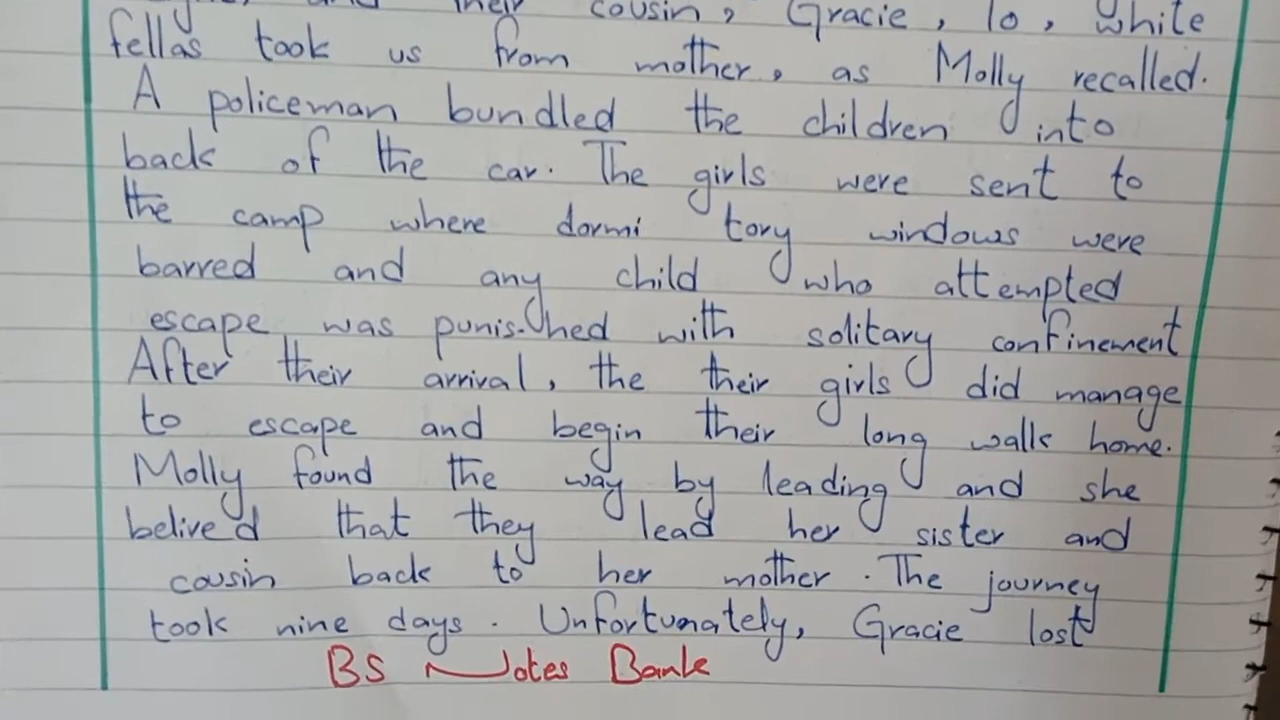 their cousin, Gracie, 10, white
fellas took us from mother, as Molly recalled.
A policeman bundled the children into
back of the car. The girls were sent to
the camp where dormi tory windows were
barred and any child who attempted
escape was punished with solitary confinement
After their arrival, the their girls did manage
to escape and begin their long walk home.
Molly found the way by leading and she
belived that they lead her sister and
cousin back to her mother. The journey
took nine days. Unfortunately, Gracie lost
BS Notes Bank